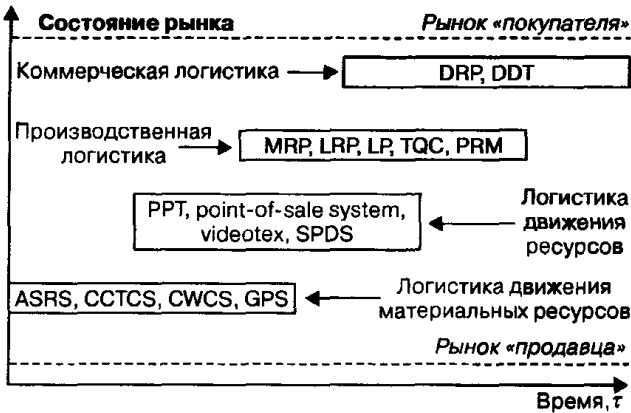 Состояние рынка
Рынок «покупателя»
Коммерческая логистика
DRP, DDT
Производственная
логистика
MRP, LRP, LP, TQC, PRM
PPT, point-of-sale system,
videotex, SPDS
Логистика
движения
ресурсов
ASRS, CCTCS, CWCS, GPS
Логистика движения
материальных ресурсов
Рынок «продавца»
Время, τ